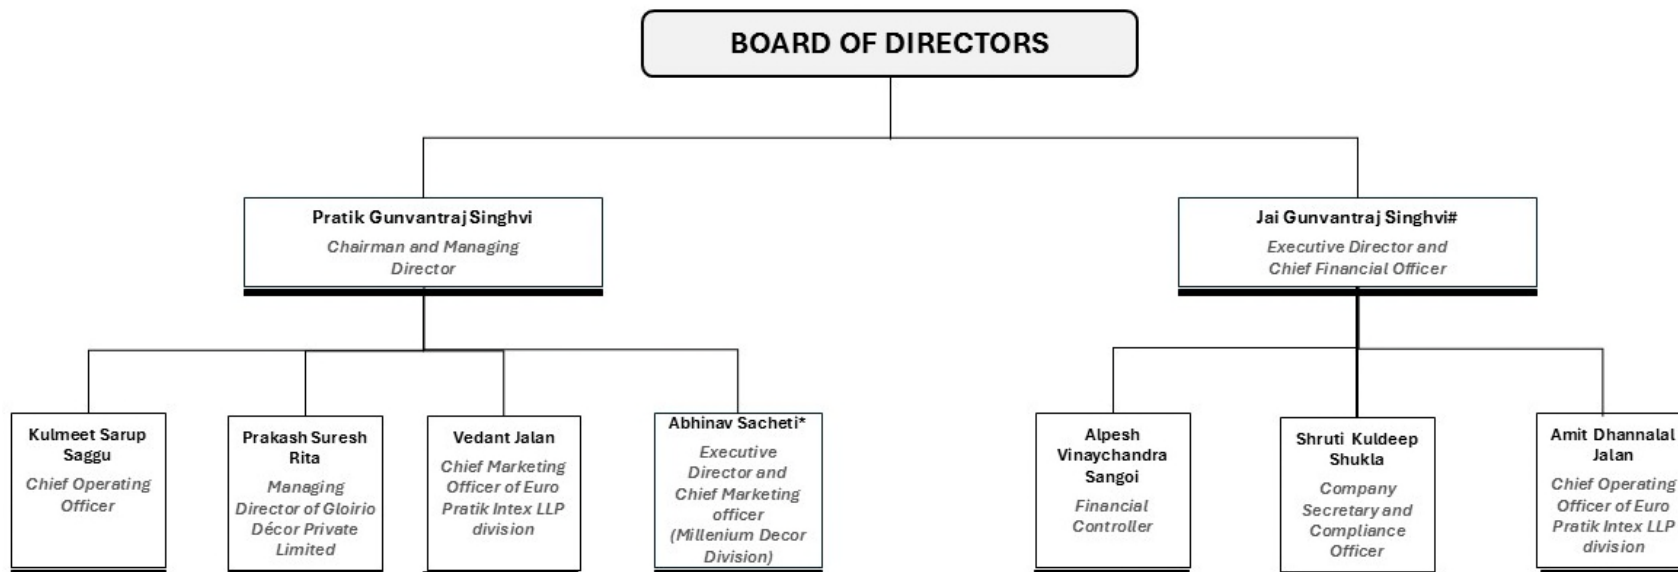 BOARD OF DIRECTORS
Pratik Gunvantraj Singhvi
Chairman and Managing
Director
Jai Gunvantraj Singhvi#
Executive Director and
Chief Financial Officer
Kulmeet Sarup
Saggu
Chief Operating
Officer
Prakash Suresh
Rita
Managing
Director of Gloirio
Décor Private
Limited
Vedant Jalan
Chief Marketing
Officer of Euro
Pratik Intex LLP
division
Abhinav Sacheti*
Executive
Director and
Chief Marketing
officer
(Millenium Decor
Division)
Alpesh
Vinaychandra
Sangoi
Financial
Controller
Shruti Kuldeep
Shukla
Company
Secretary and
Compliance
Officer
Amit Dhannalal
Jalan
Chief Operating
Officer of Euro
Pratik Intex LLP
division